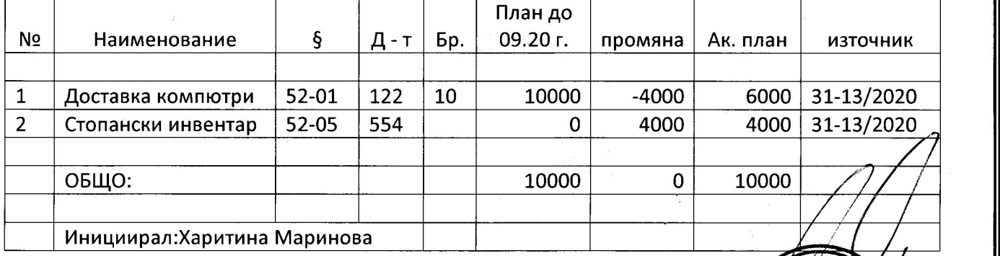 План до
№ Наименование § Д - т Бр. 09.20 г. промяна Ак. план източник
1 Доставка компютри 52-01 122 10 10000 -4000 6000 31-13/2020
2 Стопански инвентар 52-05 554 0 4000 4000 31-13/2020
ОБЩО: 10000 0 10000
Инициирал:Харитина Маринова